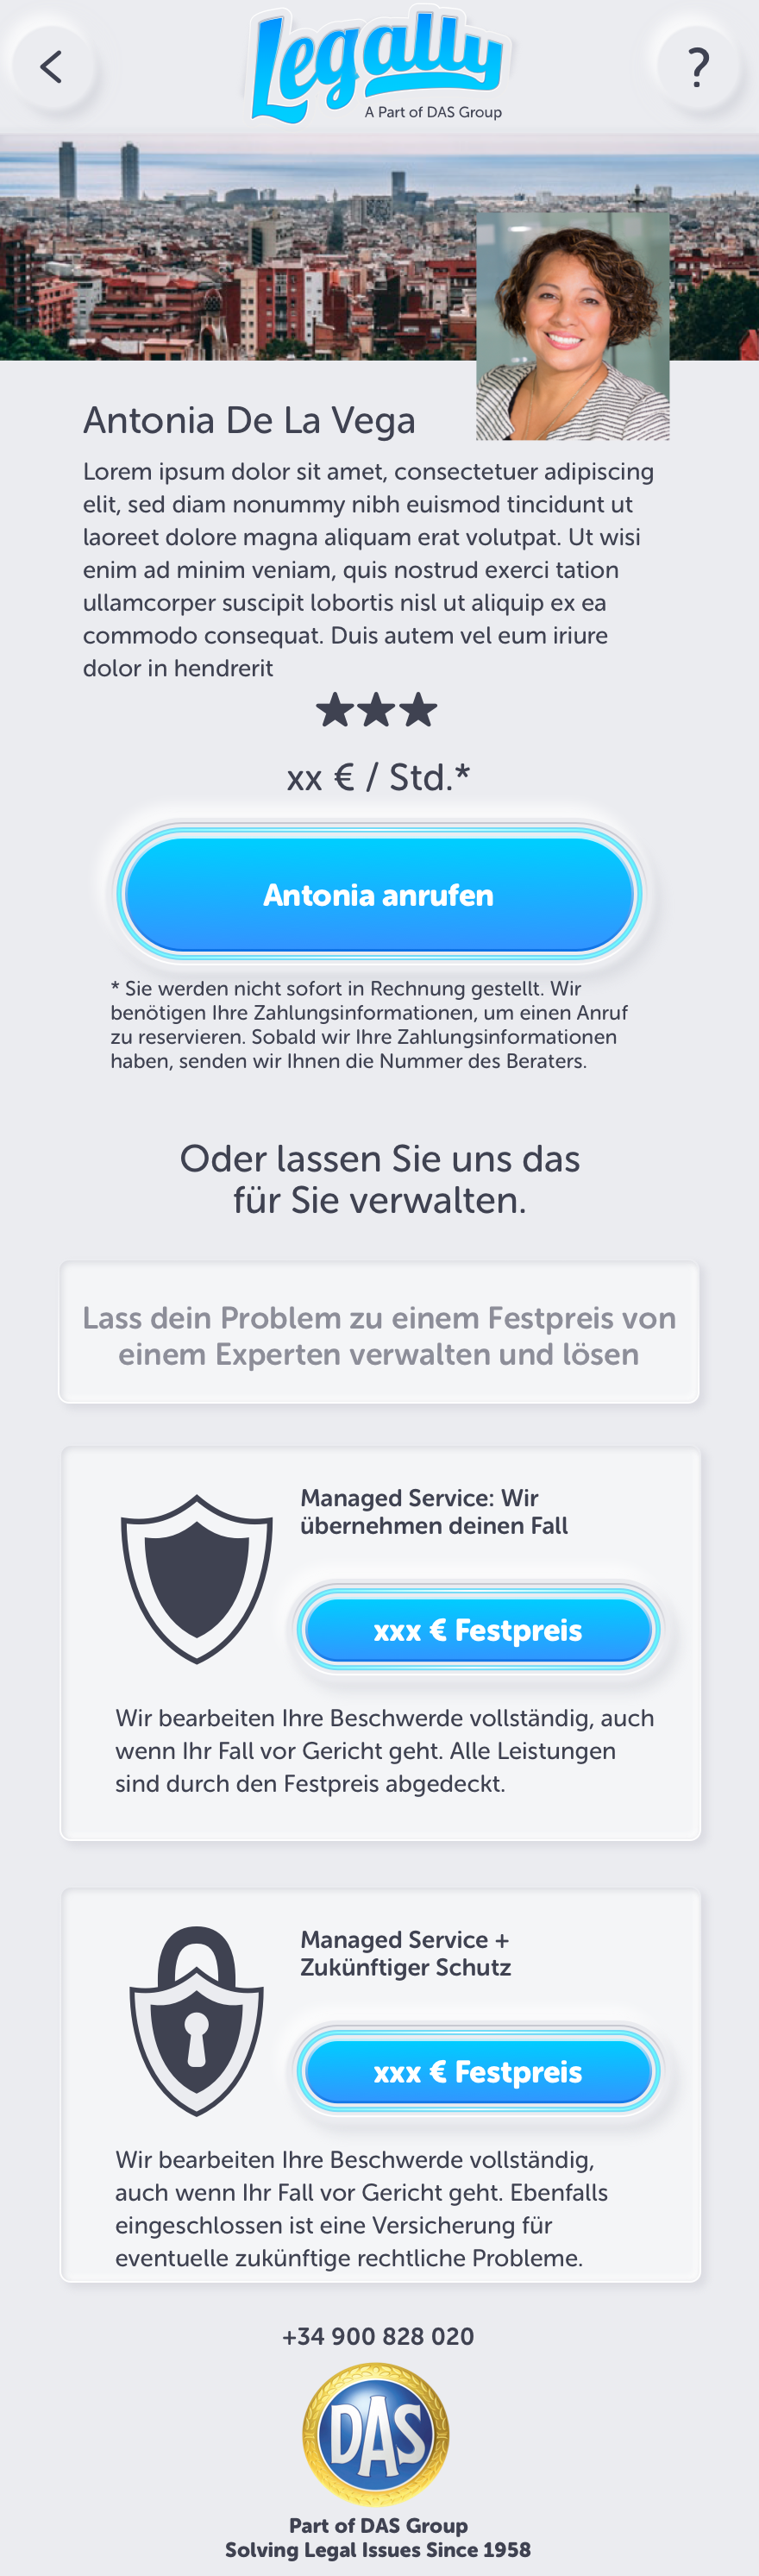 Legally
A Part of DAS Group
?
Antonia De La Vega
Lorem ipsum dolor sit amet, consectetuer adipiscing
elit, sed diam nonummy nibh euismod tincidunt ut
laoreet dolore magna aliquam erat volutpat. Ut wisi
enim ad minim veniam, quis nostrud exerci tation
ullamcorper suscipit lobortis nisl ut aliquip ex ea
commodo consequat. Duis autem vel eum iriure
dolor in hendrerit
xx € / Std.*
Antonia anrufen
* Sie werden nicht sofort in Rechnung gestellt. Wir
benötigen Ihre Zahlungsinformationen, um einen Anruf
zu reservieren. Sobald wir Ihre Zahlungsinformationen
haben, senden wir Ihnen die Nummer des Beraters.
Oder lassen Sie uns das
für Sie verwalten.
Lass dein Problem zu einem Festpreis von
einem Experten verwalten und lösen
Managed Service: Wir
übernehmen deinen Fall
xxx € Festpreis
Wir bearbeiten Ihre Beschwerde vollständig, auch
wenn Ihr Fall vor Gericht geht. Alle Leistungen
sind durch den Festpreis abgedeckt.
Managed Service +
Zukünftiger Schutz
xxx € Festpreis
Wir bearbeiten Ihre Beschwerde vollständig,
auch wenn Ihr Fall vor Gericht geht. Ebenfalls
eingeschlossen ist eine Versicherung für
eventuelle zukünftige rechtliche Probleme.
+34 900 828 020
DAS
Part of DAS Group
Solving Legal Issues Since 1958